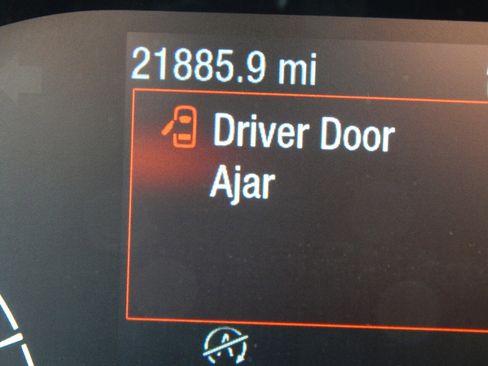 21885.9 mi
Driver Door
Ajar
A